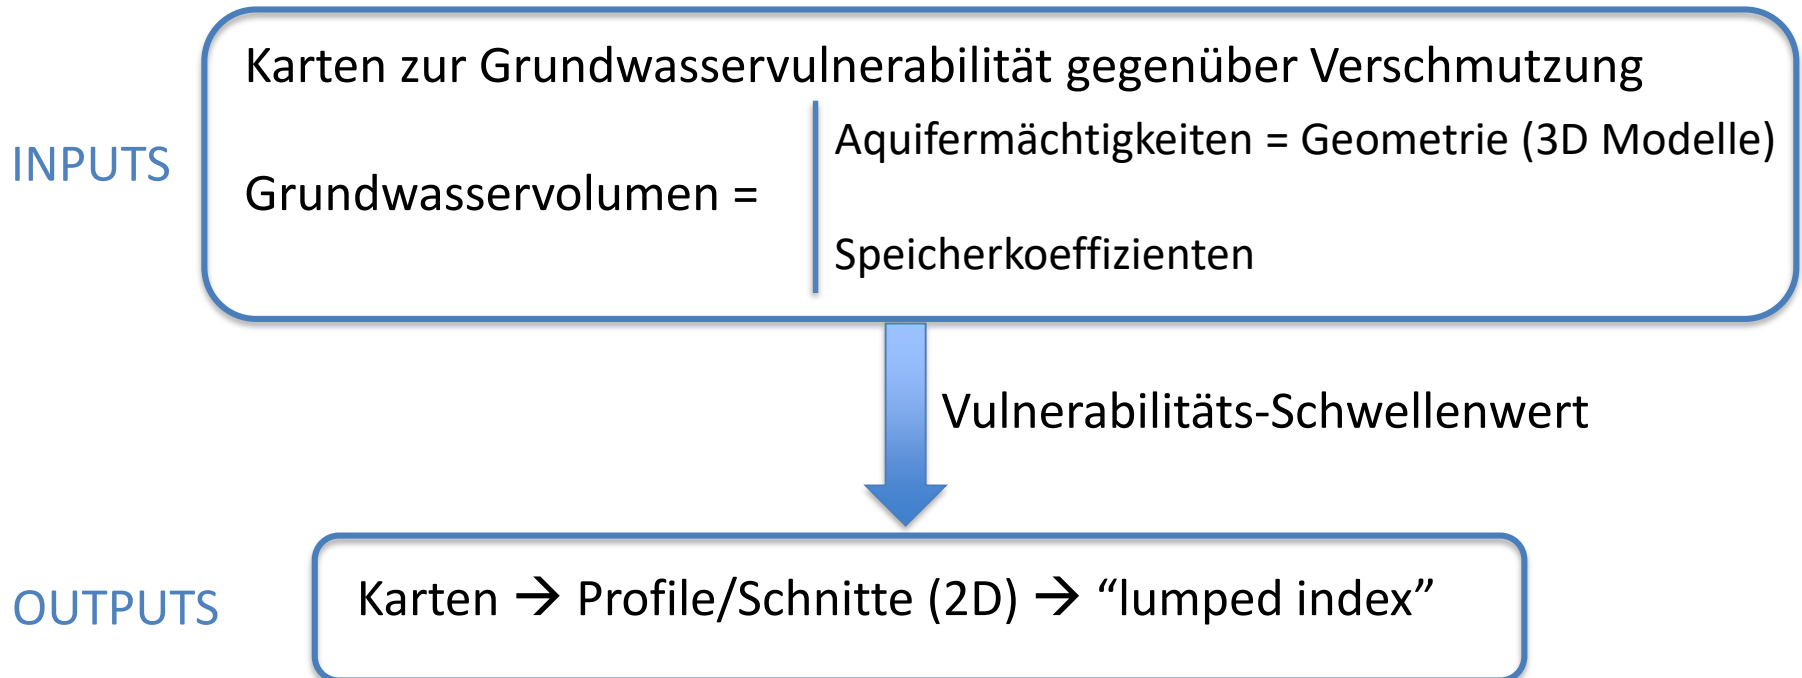 Karten zur Grundwasservulnerabilität gegenüber Verschmutzung
INPUTS
Grundwasservolumen =
Aquifermächtigkeiten = Geometrie (3D Modelle)
Speicherkoeffizienten
Vulnerabilitäts-Schwellenwert
OUTPUTS
Karten → Profile/Schnitte (2D) → “lumped index”